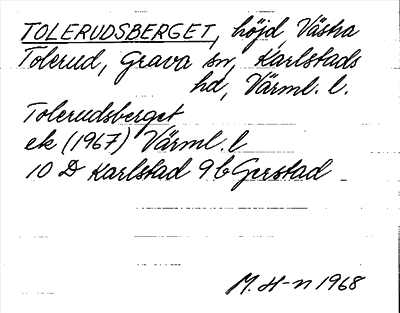 TOLERUDSBERGET, höjd, Västra
Tolerud, Grava sn, Karlstads
hd, Värml. l.
Tolerudsberget
ek (1967) Värml. l
10 D Karlstad 9 b Gerstad
M. H-n 1968